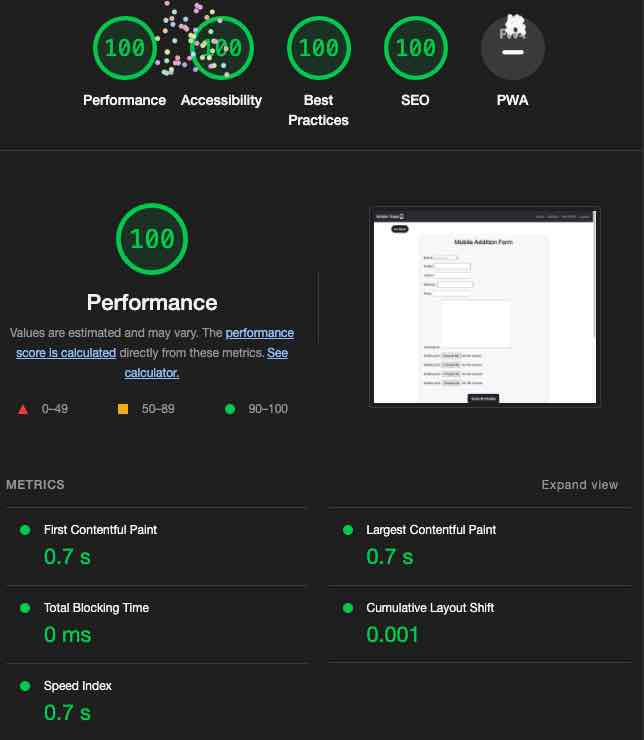 100 100 100 100
Performance Accessibility Best Practices SEO PWA
100
Performance
Values are estimated and may vary. The performance
score is calculated directly from these metrics. See
calculator.
0–49 50–89 90–100
Mobile Addition Form
METRICS Expand view
First Contentful Paint
0.7 s
Largest Contentful Paint
0.7 s
Total Blocking Time
0 ms
Cumulative Layout Shift
0.001
Speed Index
0.7 s